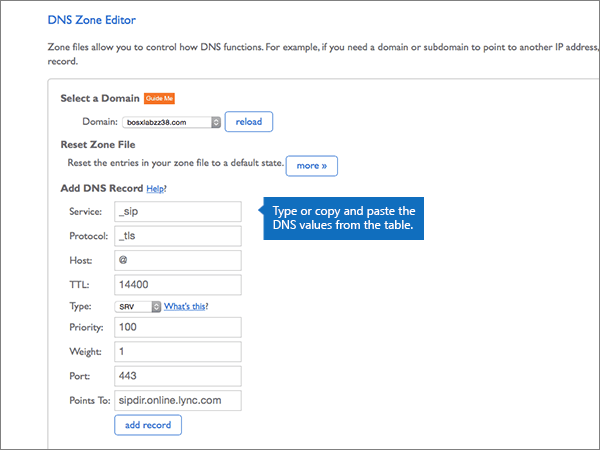 DNS Zone Editor
Zone files allow you to control how DNS functions. For example, if you need a domain or subdomain to point to another IP address,
record.
Select a Domain Guide Me
Domain: bosxlabzz38.com reload
Reset Zone File
Reset the entries in your zone file to a default state. more »
Add DNS Record Help?
Service: _sip
Type or copy and paste the
DNS values from the table.
Protocol: _tls
Host: @
TTL: 14400
Type: SRV What's this?
Priority: 100
Weight: 1
Port: 443
Points To: sipdir.online.lync.com
add record